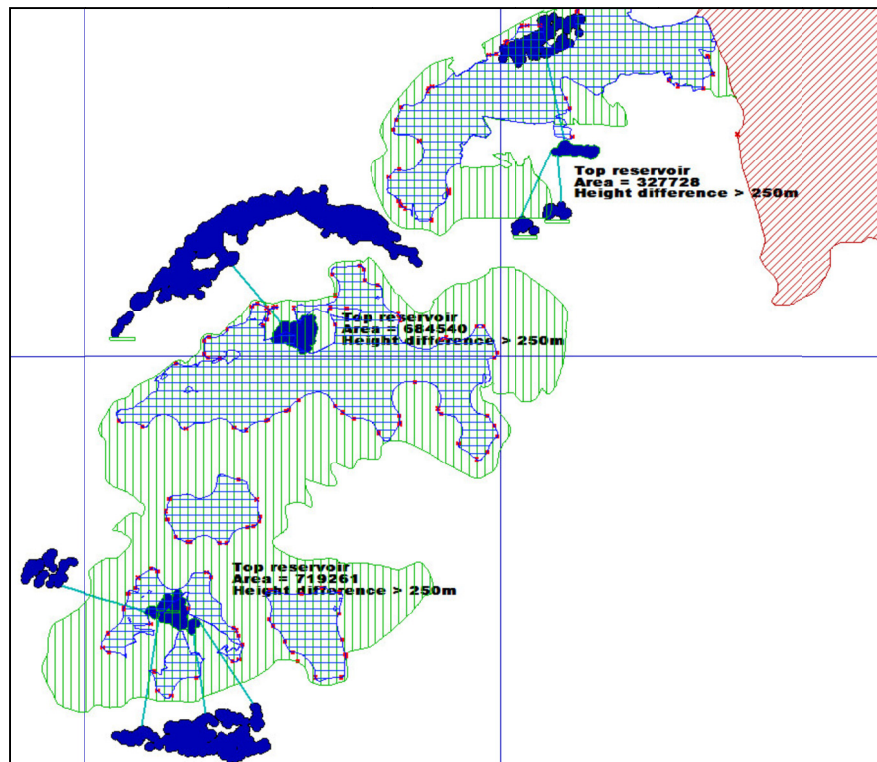 Top reservoir
Area = 327728
Height difference > 250m
Top reservoir
Area = 684540
Height difference > 250m
Top reservoir
Area = 719261
Height difference > 250m